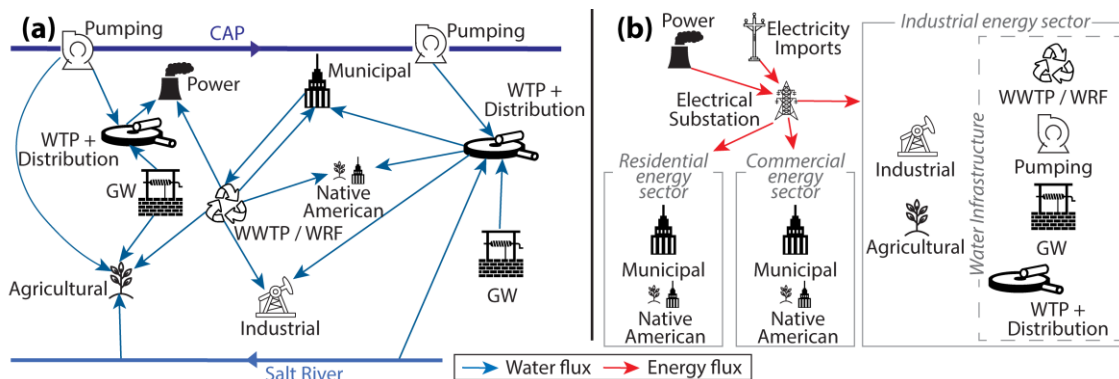 (a)
Pumping
CAP
Pumping
Power
Municipal
WTP +
Distribution
WTP +
Distribution
GW
Native
American
WWTP / WRF
Agricultural
GW
Industrial
Salt River
Water flux
Energy flux
(b)
Power
Electricity
Imports
Electrical
Substation
Residential
energy
sector
Municipal
Native
American
Commercial
energy
sector
Municipal
Native
American
Industrial energy sector
Industrial
Agricultural
Water Infrastructure
WWTP / WRF
Pumping
GW
WTP +
Distribution